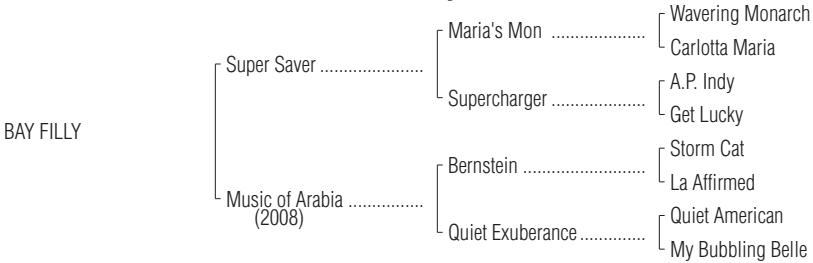 Wavering Monarch
Maria's Mon ....................
Carlotta Maria
Super Saver ......................
A.P. Indy
Supercharger ....................
Get Lucky
BAY FILLY
Storm Cat
Bernstein ..........................
La Affirmed
Music of Arabia ................
(2008)
Quiet American
Quiet Exuberance..............
My Bubbling Belle